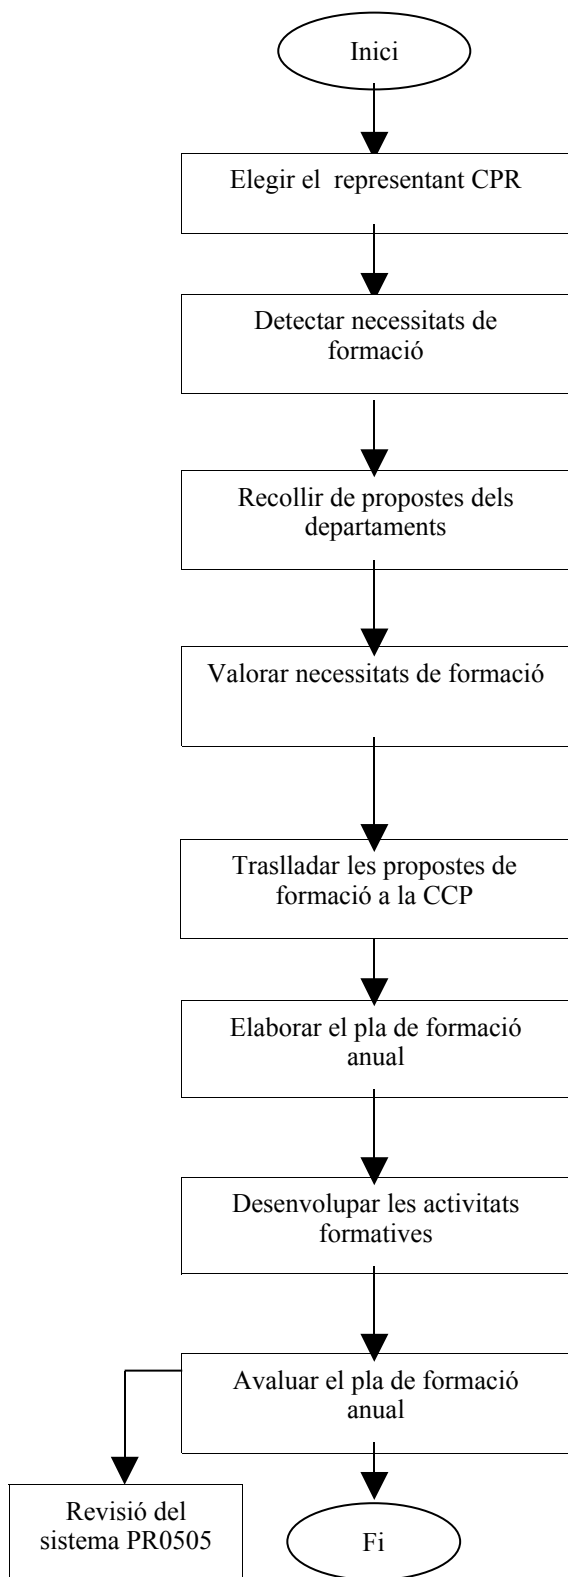 Inici
Elegir el representant CPR
Detectar necessitats de
formació
Recollir de propostes dels
departaments
Valorar necessitats de formació
Traslladar les propostes de
formació a la CCP
Elaborar el pla de formació
anual
Desenvolupar les activitats
formatives
Avaluar el pla de formació
anual
Revisió del
sistema PR0505
Fi